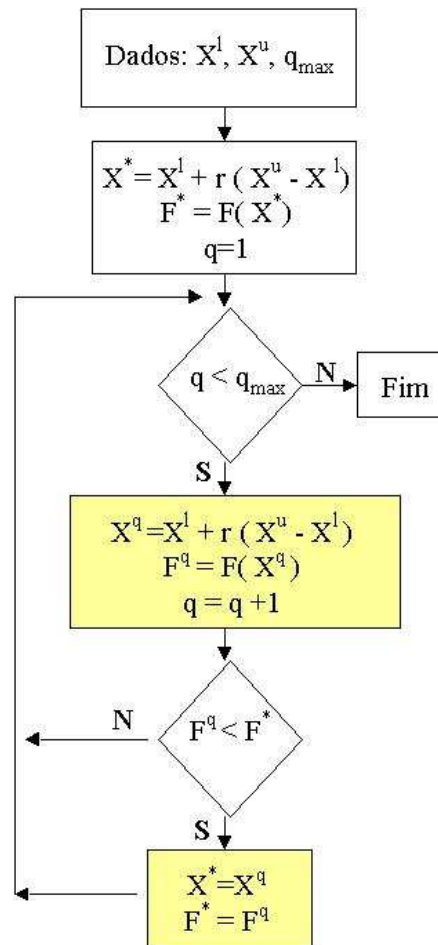 Dados: X^l, X^u, q_max
X^* = X^l + r ( X^u - X^l)
F^* = F( X^*)
q=1
q < q_max
N
Fim
S
X^q =X^l + r ( X^u - X^l)
F^q = F( X^q)
q = q +1
N
F^q < F^*
S
X^*=X^q
F^* = F^q